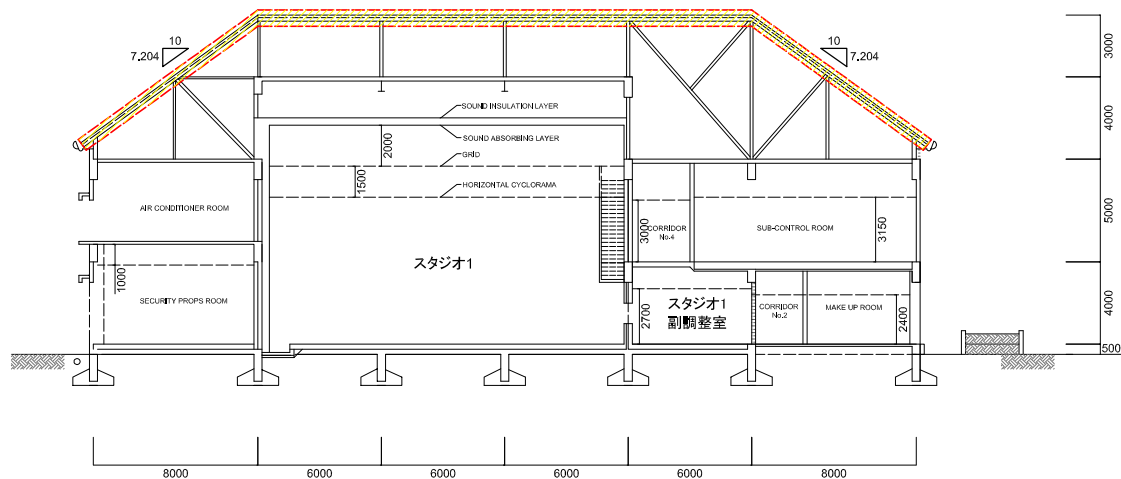 10
7.204
10
7.204
3000
SOUND INSULATION LAYER
4000
SOUND ABSORBING LAYER
2000
GRID
1500
HORIZONTAL CYCLORAMA
AIR CONDITIONER ROOM
CORRIDOR
No.4
3000
SUB-CONTROL ROOM
3150
5000
スタジオ1
1000
SECURITY PROPS ROOM
2700
スタジオ1
副調整室
CORRIDOR
No.2
MAKE UP ROOM
2400
4000
500
8000
6000
6000
6000
6000
8000